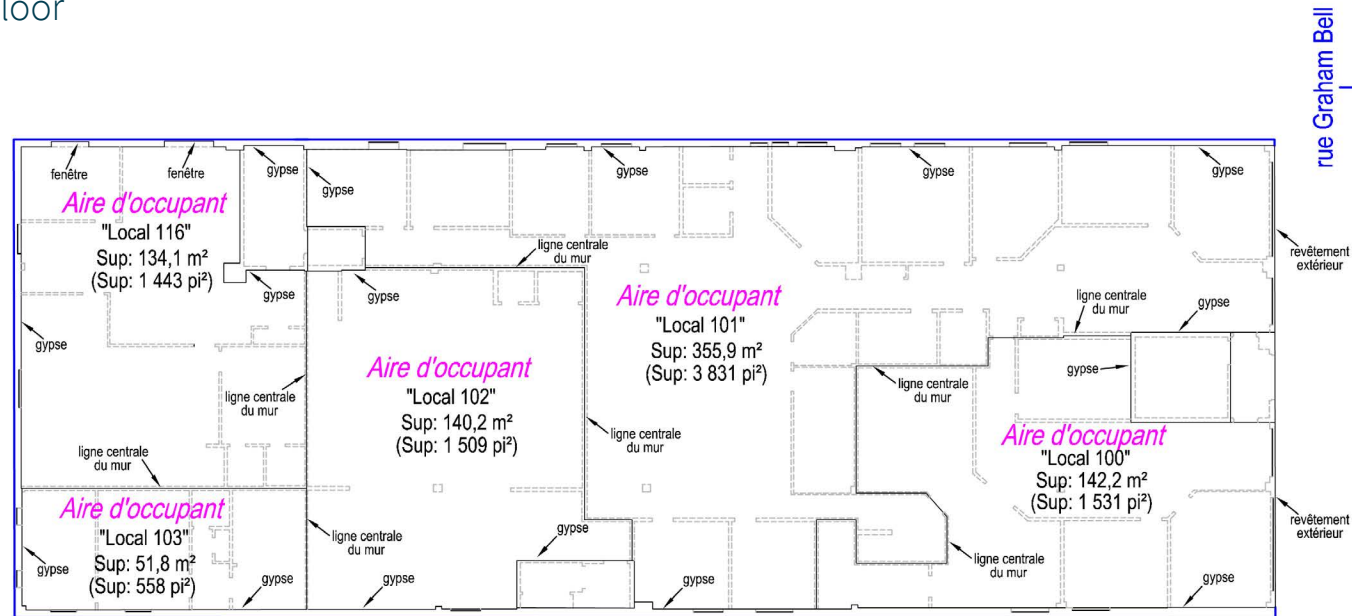 loor
rue Graham Bell
fenêtre
fenêtre
gypse
gypse
gypse
gypse
gypse
Aire d'occupant
"Local 116"
Sup: 134,1 m²
(Sup: 1 443 pi²)
gypse
gypse
gypse
ligne centrale
du mur
ligne centrale
du mur
ligne centrale
du mur
Aire d'occupant
"Local 102"
Sup: 140,2 m²
(Sup: 1 509 pi²)
Aire d'occupant
"Local 101"
Sup: 355,9 m²
(Sup: 3 831 pi²)
ligne centrale
du mur
revêtement
extérieur
ligne centrale
du mur
gypse
gypse
ligne centrale
du mur
Aire d'occupant
"Local 100"
Sup: 142,2 m²
(Sup: 1 531 pi²)
Aire d'occupant
"Local 103"
Sup: 51,8 m²
(Sup: 558 pi²)
gypse
gypse
ligne centrale
du mur
gypse
gypse
gypse
ligne centrale
du mur
gypse
revêtement
extérieur